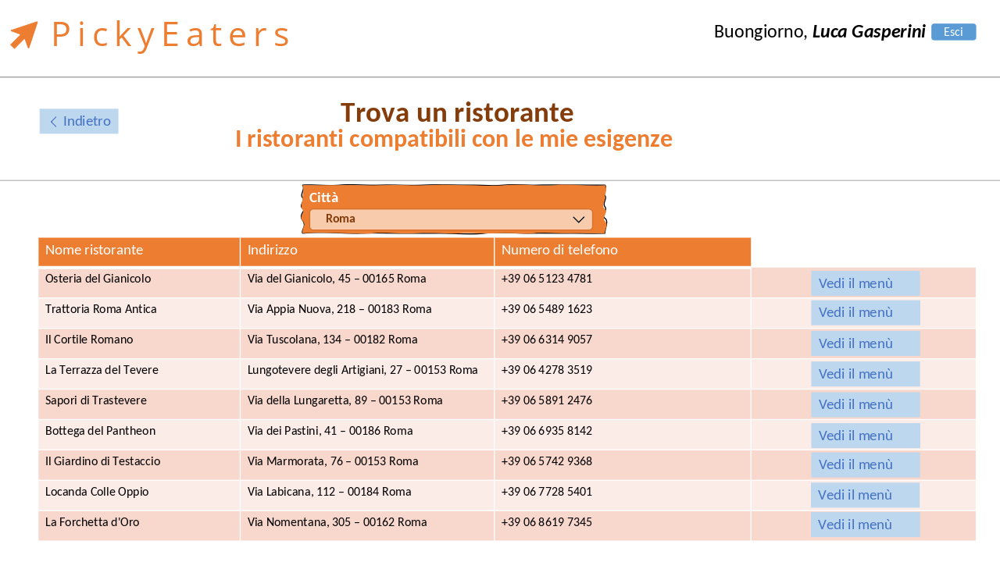 PickyEaters
Buongiorno, Luca Gasperini
Esci
Indietro
Trova un ristorante
I ristoranti compatibili con le mie esigenze
Città
Roma
Nome ristorante Indirizzo Numero di telefono
Osteria del Gianicolo Via del Gianicolo, 45 – 00165 Roma +39 06 5123 4781 Vedi il menù
Trattoria Roma Antica Via Appia Nuova, 218 – 00183 Roma +39 06 5489 1623 Vedi il menù
Il Cortile Romano Via Tuscolana, 134 – 00182 Roma +39 06 6314 9057 Vedi il menù
La Terrazza del Tevere Lungotevere degli Artigiani, 27 – 00153 Roma +39 06 4278 3519 Vedi il menù
Sapori di Trastevere Via della Lungaretta, 89 – 00153 Roma +39 06 5891 2476 Vedi il menù
Bottega del Pantheon Via dei Pastini, 41 – 00186 Roma +39 06 6935 8142 Vedi il menù
Il Giardino di Testaccio Via Marmorata, 76 – 00153 Roma +39 06 5742 9368 Vedi il menù
Locanda Colle Oppio Via Labicana, 112 – 00184 Roma +39 06 7728 5401 Vedi il menù
La Forchetta d'Oro Via Nomentana, 305 – 00162 Roma +39 06 8619 7345 Vedi il menù